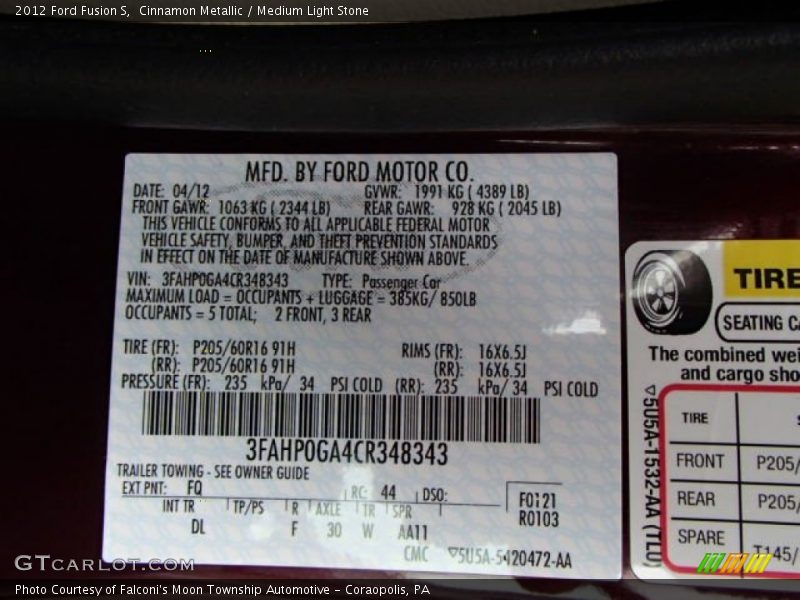 2012 Ford Fusion S,  Cinnamon Metallic / Medium Light Stone
MFD. BY FORD MOTOR CO.
DATE: 04/12 GVWR: 1991 KG ( 4389 LB)
FRONT GAWR: 1063 KG ( 2344 LB) REAR GAWR: 928 KG ( 2045 LB)
THIS VEHICLE CONFORMS TO ALL APPLICABLE FEDERAL MOTOR
VEHICLE SAFETY, BUMPER, AND THEFT PREVENTION STANDARDS
IN EFFECT ON THE DATE OF MANUFACTURE SHOWN ABOVE.
VIN: 3FAHP0GA4CR348343 TYPE: Passenger Car
MAXIMUM LOAD = OCCUPANTS + LUGGAGE = 385KG/ 850LB
OCCUPANTS = 5 TOTAL; 2 FRONT, 3 REAR
TIRE (FR): P205/60R16 91H RIMS (FR): 16X6.5J
(RR): P205/60R16 91H (RR): 16X6.5J
PRESSURE (FR): 235 kPa/ 34 PSI COLD (RR): 235 kPa/ 34 PSI COLD
3FAHP0GA4CR348343
TRAILER TOWING - SEE OWNER GUIDE
EXT PNT: FQ RC: 44 DSO:
INT TR TP/PS R AXLE TR SPR
DL F 30 W AA11
F0121
R0103
CMC ▽5U5A-5420472-AA
TIRE
SEATING CA
The combined wei
and cargo sho
▽5U5A-1532-AA (TLU)
TIRE
FRONT P205/
REAR P205/
SPARE T145/
GTCARLOT.COM
Photo Courtesy of Falconi's Moon Township Automotive – Coraopolis, PA